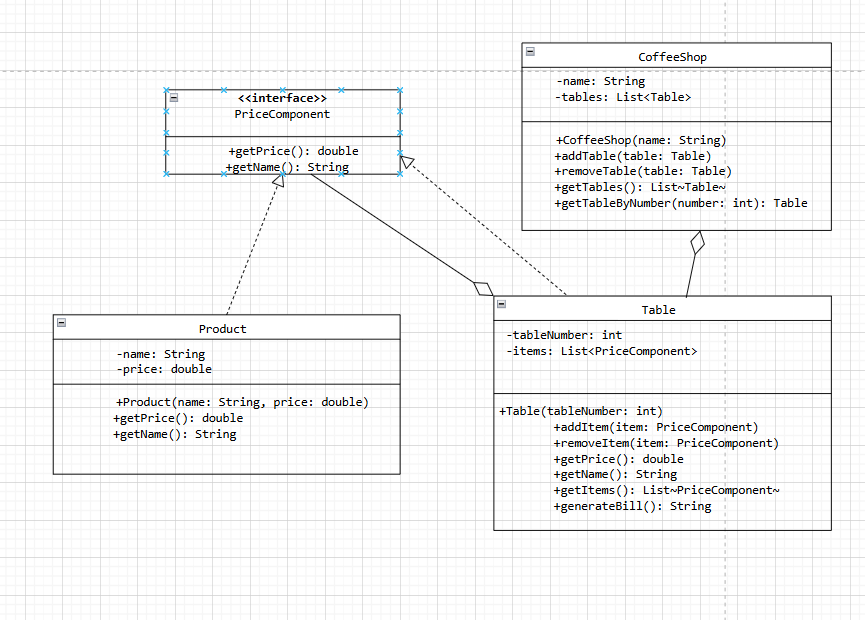 CoffeeShop
-name: String
-tables: List<Table>
+CoffeeShop(name: String)
+addTable(table: Table)
+removeTable(table: Table)
+getTables(): List~Table~
+getTableByNumber(number: int): Table
<<interface>>
PriceComponent
+getPrice(): double
+getName(): String
Product
-name: String
-price: double
+Product(name: String, price: double)
+getPrice(): double
+getName(): String
Table
-tableNumber: int
-items: List<PriceComponent>
+Table(tableNumber: int)
+addItem(item: PriceComponent)
+removeItem(item: PriceComponent)
+getPrice(): double
+getName(): String
+getItems(): List~PriceComponent~
+generateBill(): String